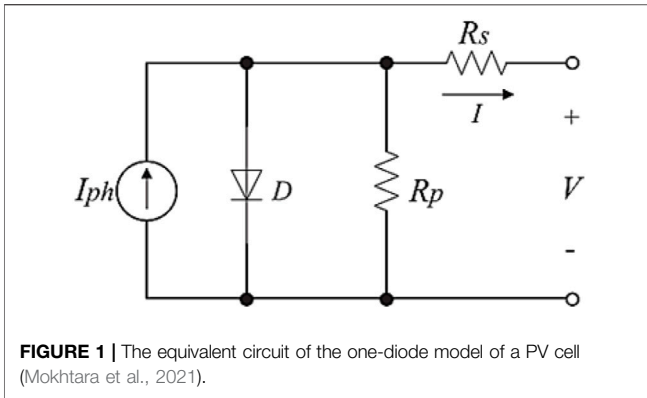 Rs
I
+
Iph
D
Rp
V
-
FIGURE 1 | The equivalent circuit of the one-diode model of a PV cell
(Mokhtara et al., 2021).